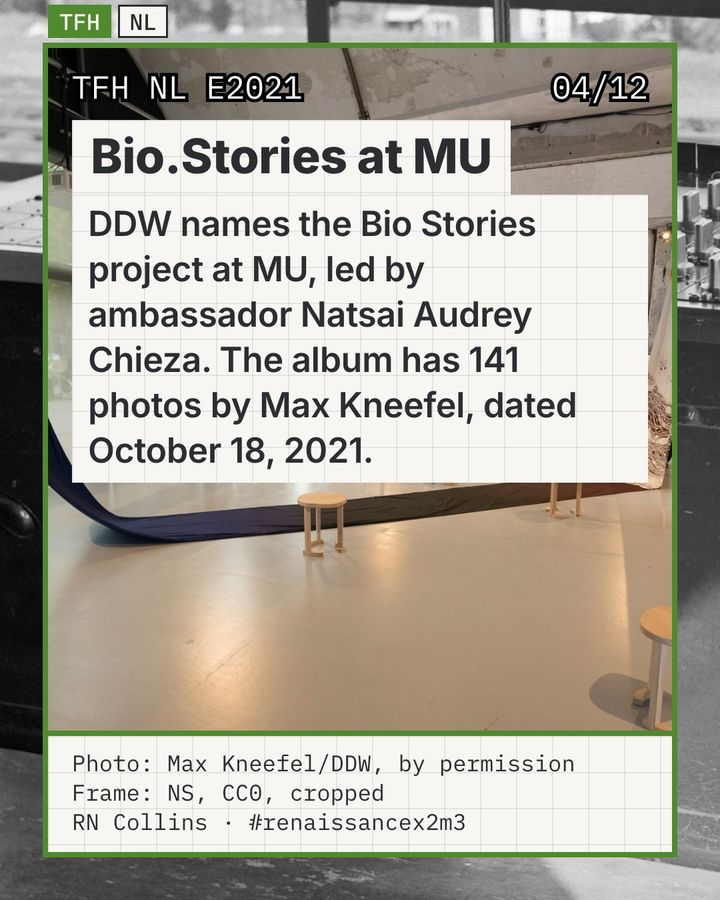 TFH NL
TFH NL E2021 04/12
Bio.Stories at MU
DDW names the Bio Stories
project at MU, led by
ambassador Natsai Audrey
Chieza. The album has 141
photos by Max Kneefel, dated
October 18, 2021.
Photo: Max Kneefel/DDW, by permission
Frame: NS, CC0, cropped
RN Collins · #renaissancex2m3